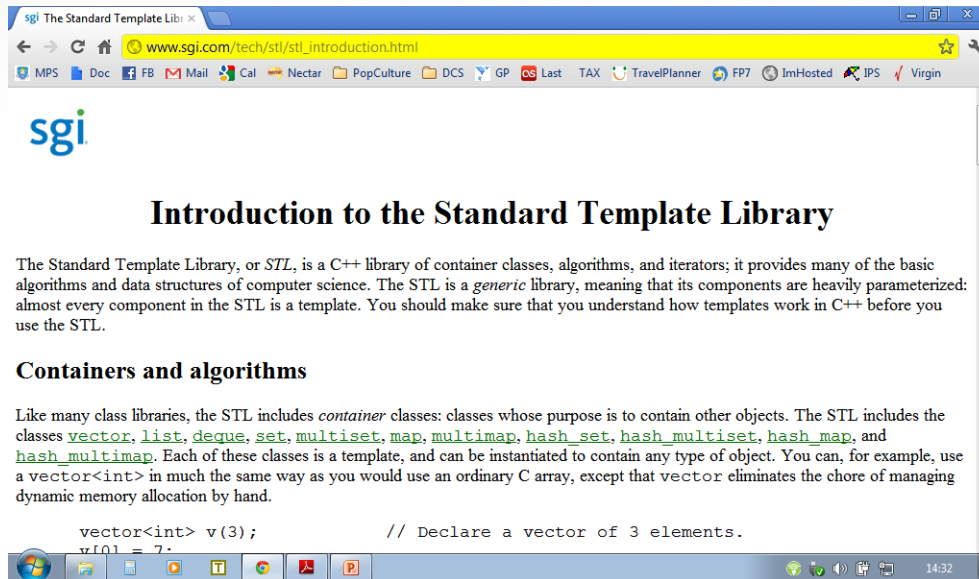 sgi The Standard Template Libr
www.sgi.com/tech/stl/stl_introduction.html
MPS Doc FB Mail Cal Nectar PopCulture DCS GP Last TAX TravelPlanner FP7 ImHosted IPS Virgin
sgi
Introduction to the Standard Template Library
The Standard Template Library, or STL, is a C++ library of container classes, algorithms, and iterators; it provides many of the basic
algorithms and data structures of computer science. The STL is a generic library, meaning that its components are heavily parameterized:
almost every component in the STL is a template. You should make sure that you understand how templates work in C++ before you
use the STL.
Containers and algorithms
Like many class libraries, the STL includes container classes: classes whose purpose is to contain other objects. The STL includes the
classes vector, list, deque, set, multiset, map, multimap, hash_set, hash_multiset, hash_map, and
hash_multimap. Each of these classes is a template, and can be instantiated to contain any type of object. You can, for example, use
a vector<int> in much the same way as you would use an ordinary C array, except that vector eliminates the chore of managing
dynamic memory allocation by hand.
vector<int> v(3); // Declare a vector of 3 elements.
v[0] = 7;
14:32